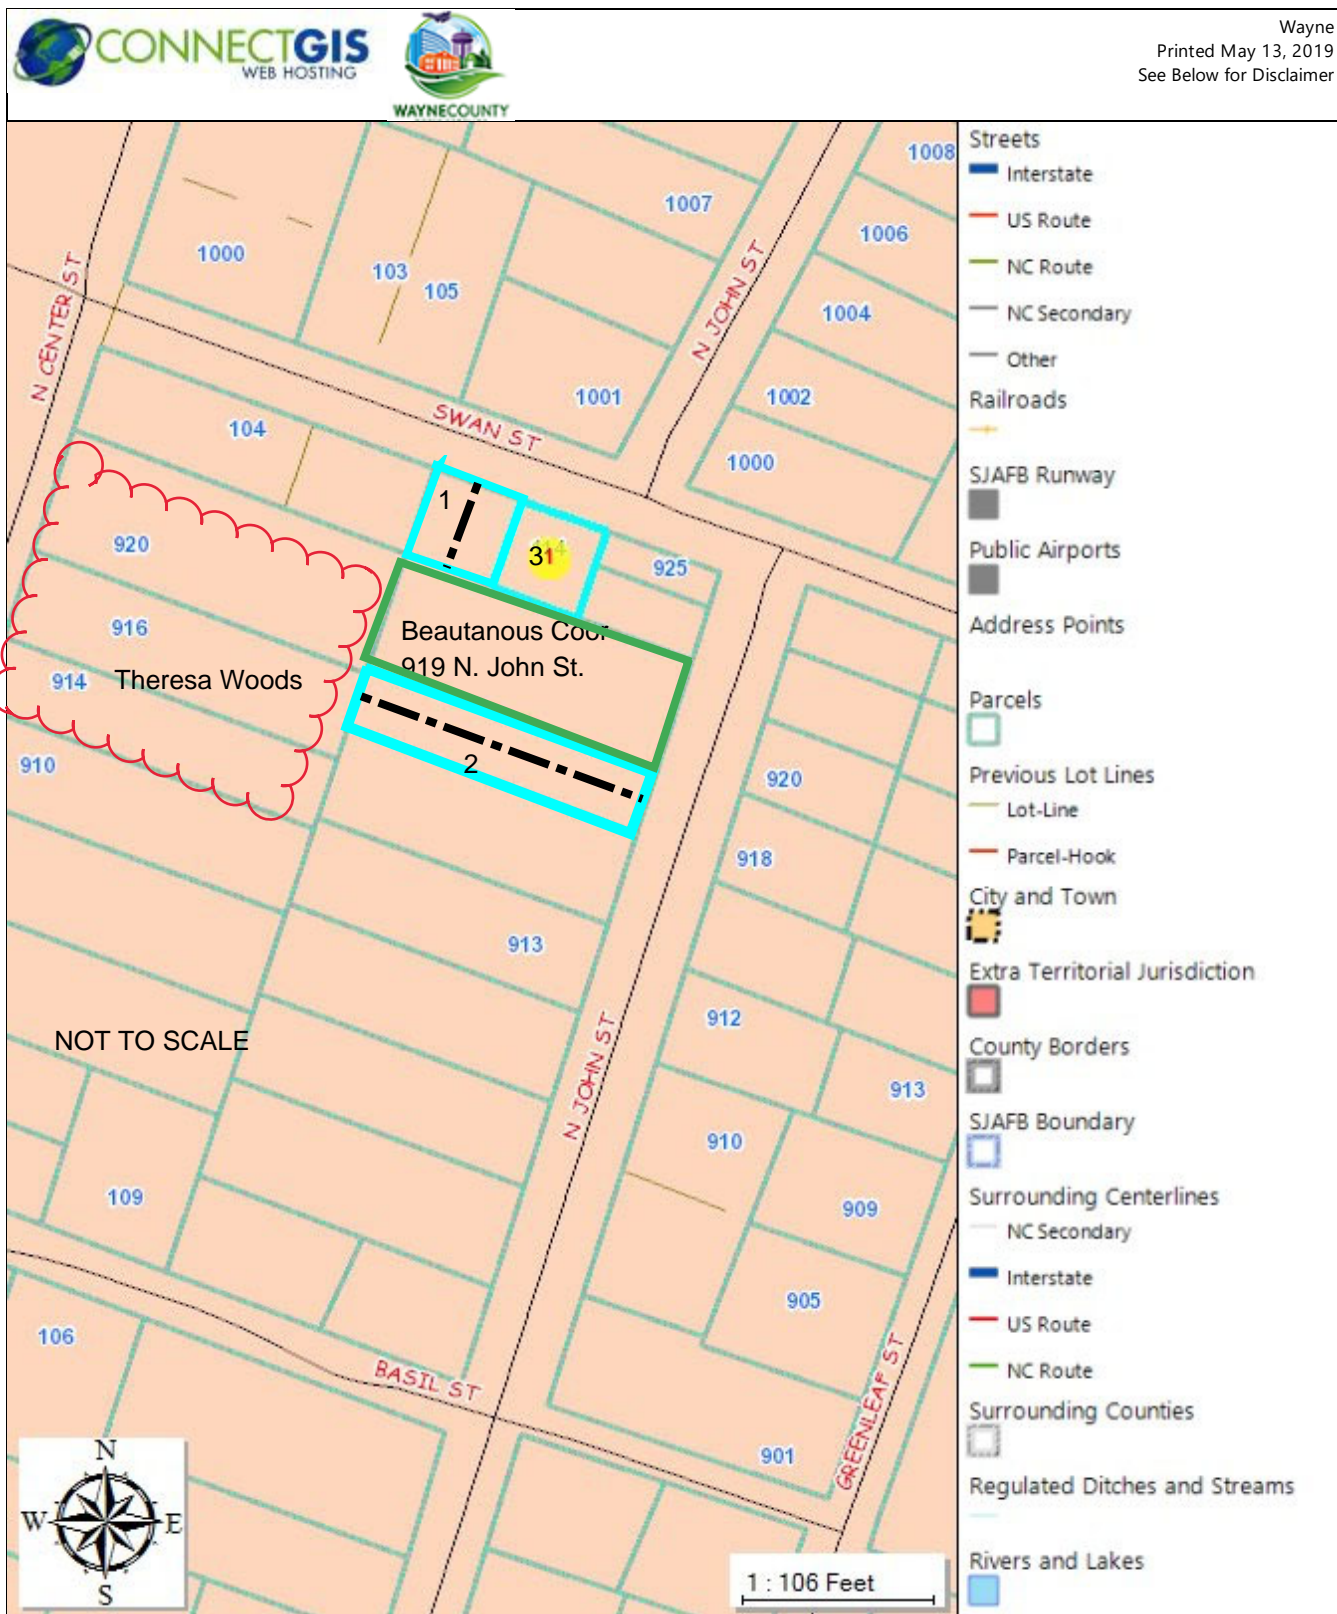 CONNECTGIS
WEB HOSTING
WAYNECOUNTY
Wayne
Printed May 13, 2019
See Below for Disclaimer
1008
1007
1006
1000
103
105
1004
N CENTER ST
N JOHN ST
1001
1002
SWAN ST
104
1000
1
920
31
925
916
Beautanous Coor
919 N. John St.
914
Theresa Woods
910
2
920
918
913
912
NOT TO SCALE
N JOHN ST
913
910
109
909
905
106
BASIL ST
GREENLEAF ST
901
N
W
E
S
1 : 106 Feet
Streets
Interstate
US Route
NC Route
NC Secondary
Other
Railroads
SJAFB Runway
Public Airports
Address Points
Parcels
Previous Lot Lines
Lot-Line
Parcel-Hook
City and Town
Extra Territorial Jurisdiction
County Borders
SJAFB Boundary
Surrounding Centerlines
NC Secondary
Interstate
US Route
NC Route
Surrounding Counties
Regulated Ditches and Streams
Rivers and Lakes